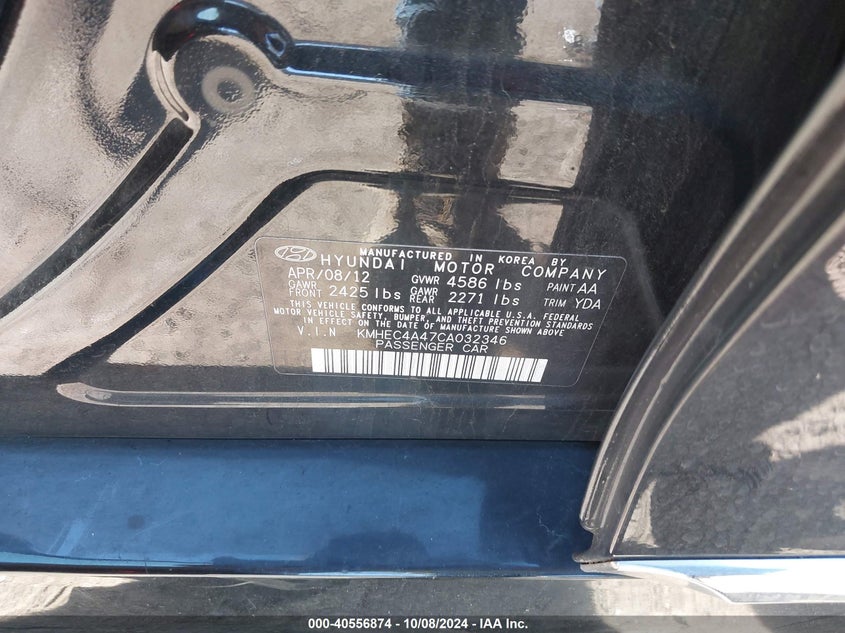 MANUFACTURED IN KOREA BY
HYUNDAI MOTOR COMPANY
APR/08/12 GVWR 4586 lbs PAINT AA
GAWR FRONT 2425 lbs GAWR REAR 2271 lbs TRIM YDA
THIS VEHICLE CONFORMS TO ALL APPLICABLE U.S.A. FEDERAL
MOTOR VEHICLE SAFETY, BUMPER, AND THEFT PREVENTION STANDARDS
IN EFFECT ON THE DATE OF MANUFACTURE SHOWN ABOVE
V.I.N KMHEC4A47CA032346
PASSENGER CAR
000-40556874 - 10/08/2024 - IAA Inc.